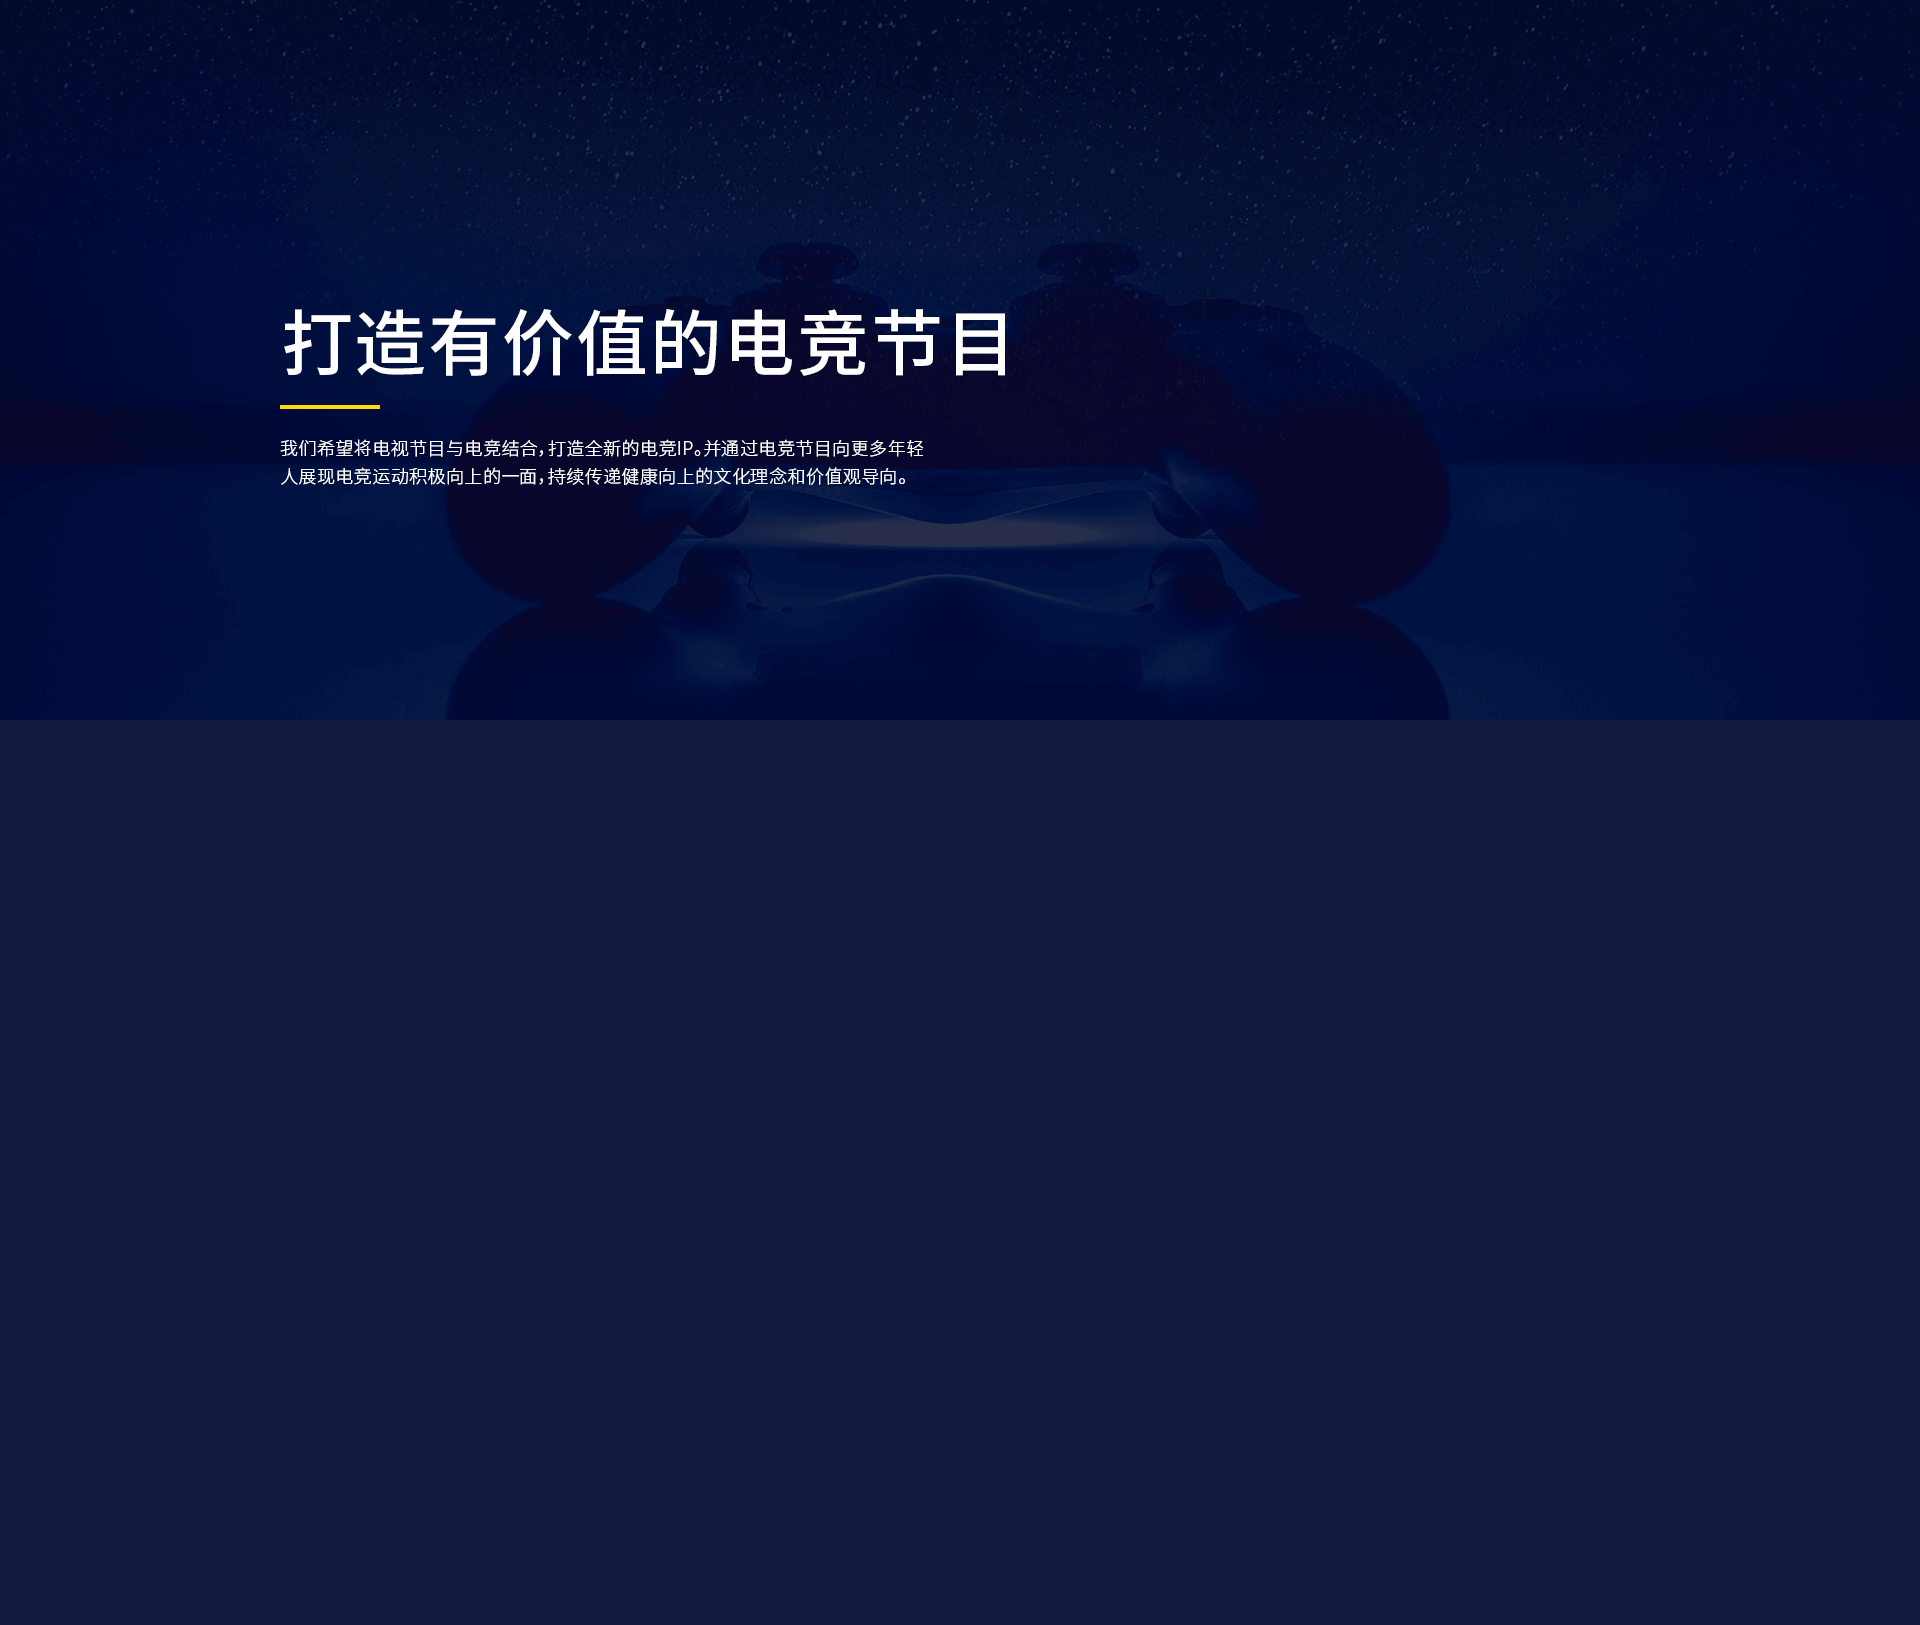 打造有价值的电竞节目
我们希望将电视节目与电竞结合，打造全新的电竞IP。并通过电竞节目向更多年轻
人展现电竞运动积极向上的一面，持续传递健康向上的文化理念和价值观导向。